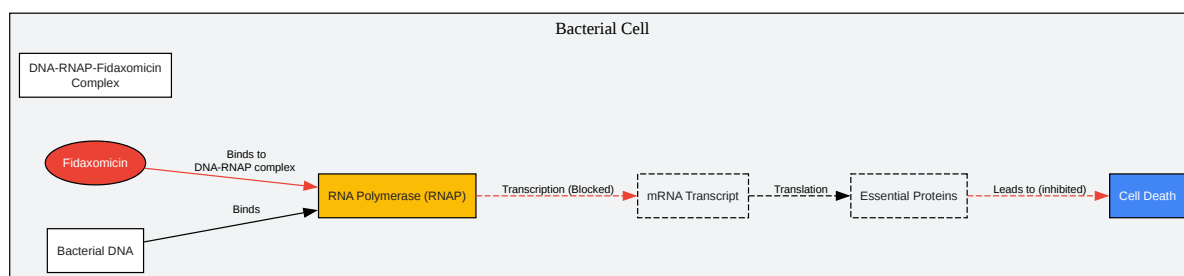 Bacterial Cell
DNA-RNAP-Fidaxomicin
Complex
Fidaxomicin
Binds to
DNA-RNAP complex
Bacterial DNA
Binds
RNA Polymerase (RNAP)
Transcription (Blocked)
mRNA Transcript
Translation
Essential Proteins
Leads to (inhibited)
Cell Death